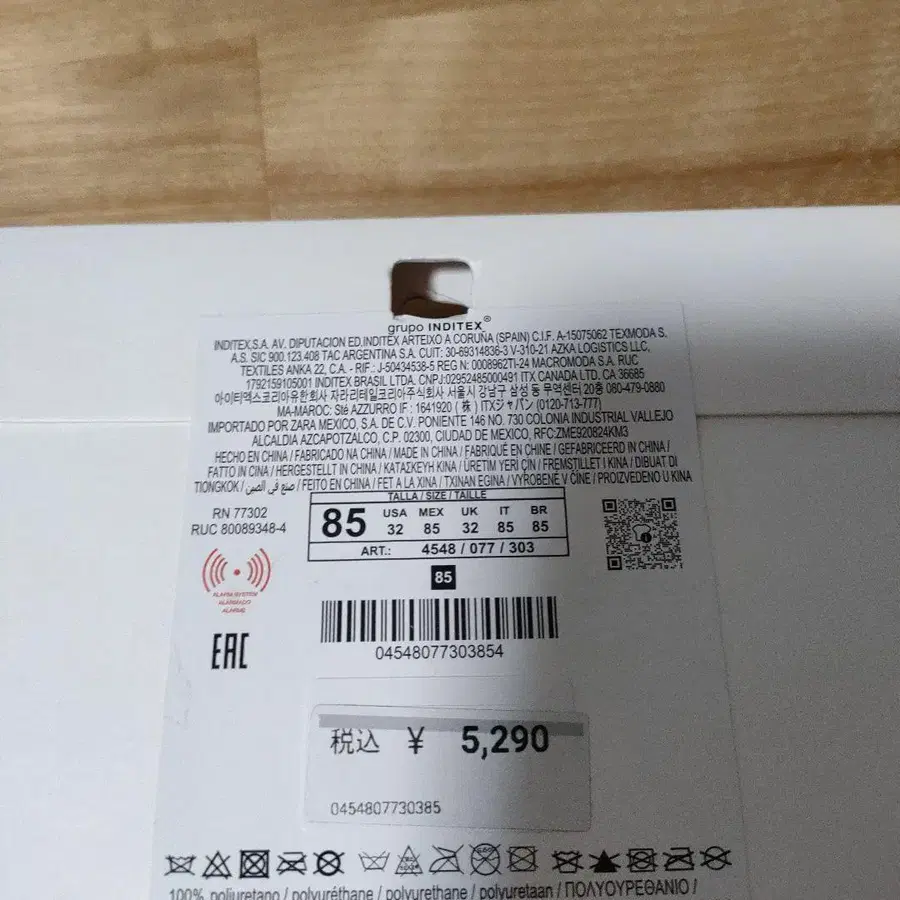 grupo INDITEX®
INDITEX,S.A. AV. DIPUTACION ED,INDITEX ARTEIXO A CORUÑA (SPAIN) C.I.F. A-15075062 TEXMODA S.
A.S. SIC 900.123.408 TAC ARGENTINA S.A. CUIT: 30-69314836-3 V-310-21 AZKA LOGISTICS LLC,
TEXTILES ANKA 22, C.A. - RIF.: J-50434538-5 REG N: 0008962TI-24 MACROMODA S.A. RUC
1792159105001 INDITEX BRASIL LTDA. CNPJ:02952485000491 ITX CANADA LTD. CA 36685
아이티엑스코리아유한회사 자라리테일코리아주식회사 서울시 강남구 삼성동 무역센터 20층 080-479-0880
MA-MAROC: Sté AZZURRO IF : 1641920 (株) ITXジャパン (0120-713-777)
IMPORTADO POR ZARA MEXICO, S.A. DE C.V. PONIENTE 146 NO. 730 COLONIA INDUSTRIAL VALLEJO
ALCALDIA AZCAPOTZALCO, C.P. 02300, CIUDAD DE MEXICO, RFC:ZME920824KM3
HECHO EN CHINA / FABRICADO NA CHINA / MADE IN CHINA / FABRIQUÉ EN CHINE / GEFABRICEERD IN CHINA /
FATTO IN CINA / HERGESTELLT IN CHINA / KATAΣKEYH KINA / ÜRETIM YERI ÇIN / FREMSTILLET I KINA / DIBUAT DI
TIONGKOK / صنع في الصين / FEITO EN CHINA / FET A LA XINA / TXINAN EGINA / VYROBENÉ V ČÍNE / PROIZVEDENO U KINA
RN 77302
RUC 80089348-4
TALLA / SIZE / TAILLE
85 USA MEX UK IT BR
32 85 32 85 85
ART.: 4548 / 077 / 303
85
ALARM SYSTEM
ALARMADO
ALARME
EAC
04548077303854
税込 ¥ 5,290
0454807730385
100% poliuretano / polyuréthane / polyurethane / polyurethaan / ΠΟΛΥΟΥΡΕΘΑΝΙΟ /